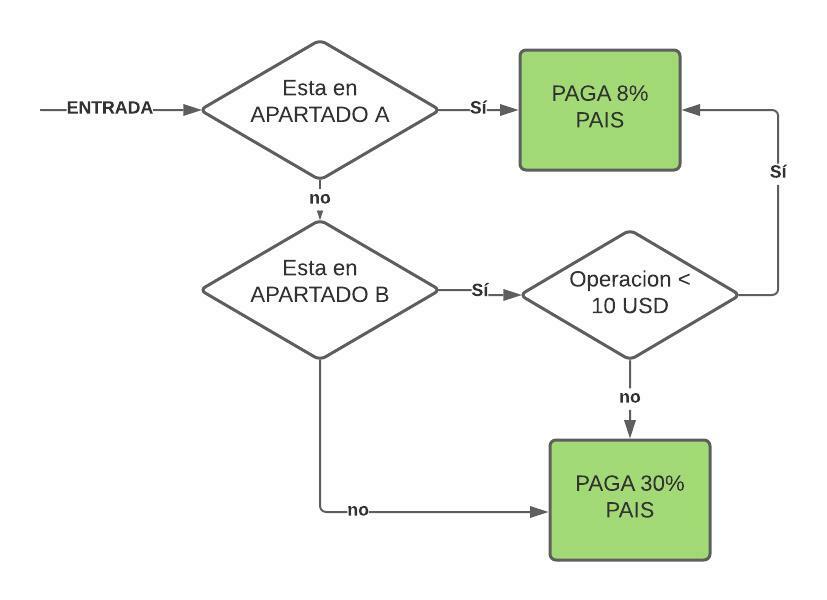 Esta en
APARTADO A
ENTRADA
Sí
PAGA 8%
PAIS
Sí
no
Esta en
APARTADO B
Sí
Operacion <
10 USD
no
PAGA 30%
PAIS
no